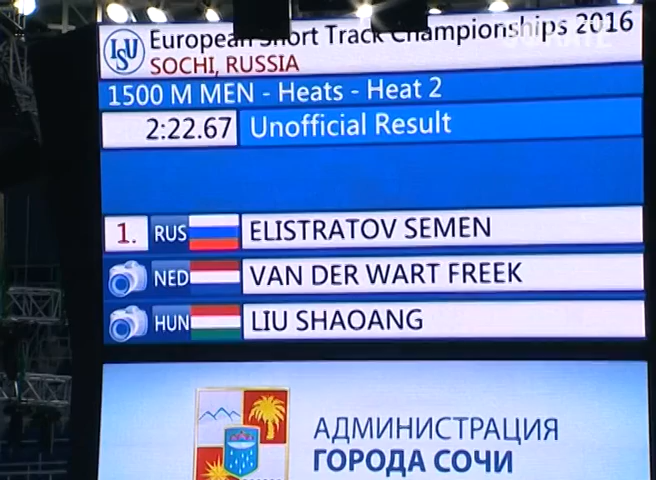 ISU
European Short Track Championships 2016
SOCHI, RUSSIA
1500 M MEN - Heats - Heat 2
2:22.67 Unofficial Result
1. RUS ELISTRATOV SEMEN
NED VAN DER WART FREEK
HUN LIU SHAOANG
АДМИНИСТРАЦИЯ
ГОРОДА СОЧИ